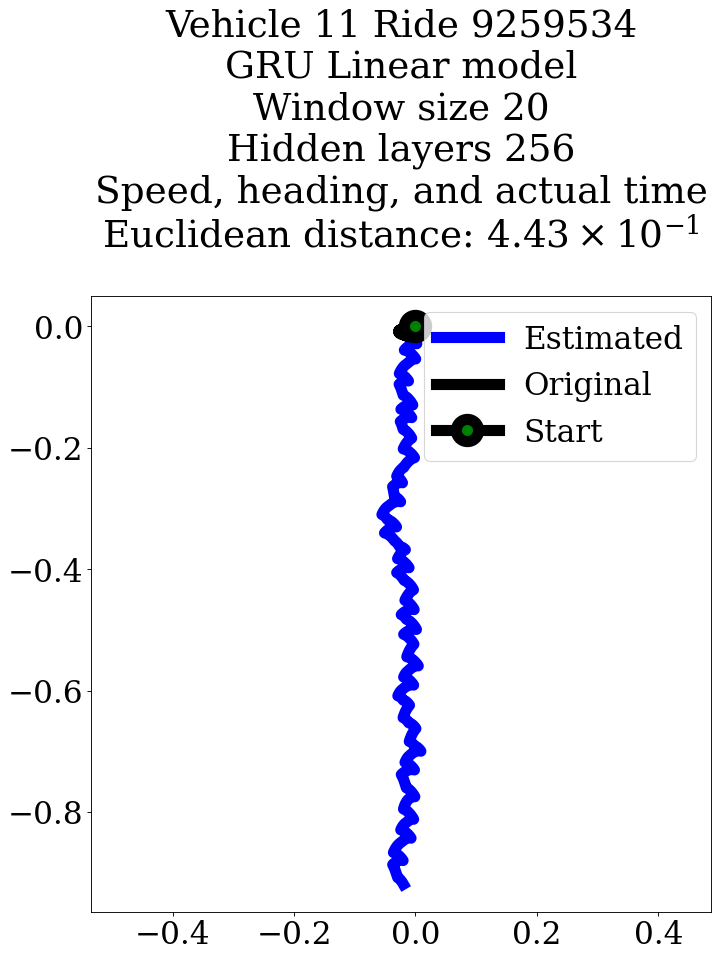 Vehicle 11 Ride 9259534
GRU Linear model
Window size 20
Hidden layers 256
Speed, heading, and actual time
Euclidean distance: 4.43 × 10⁻¹
Estimated
Original
Start
0.0
−0.2
−0.4
−0.6
−0.8
−0.4 −0.2 0.0 0.2 0.4